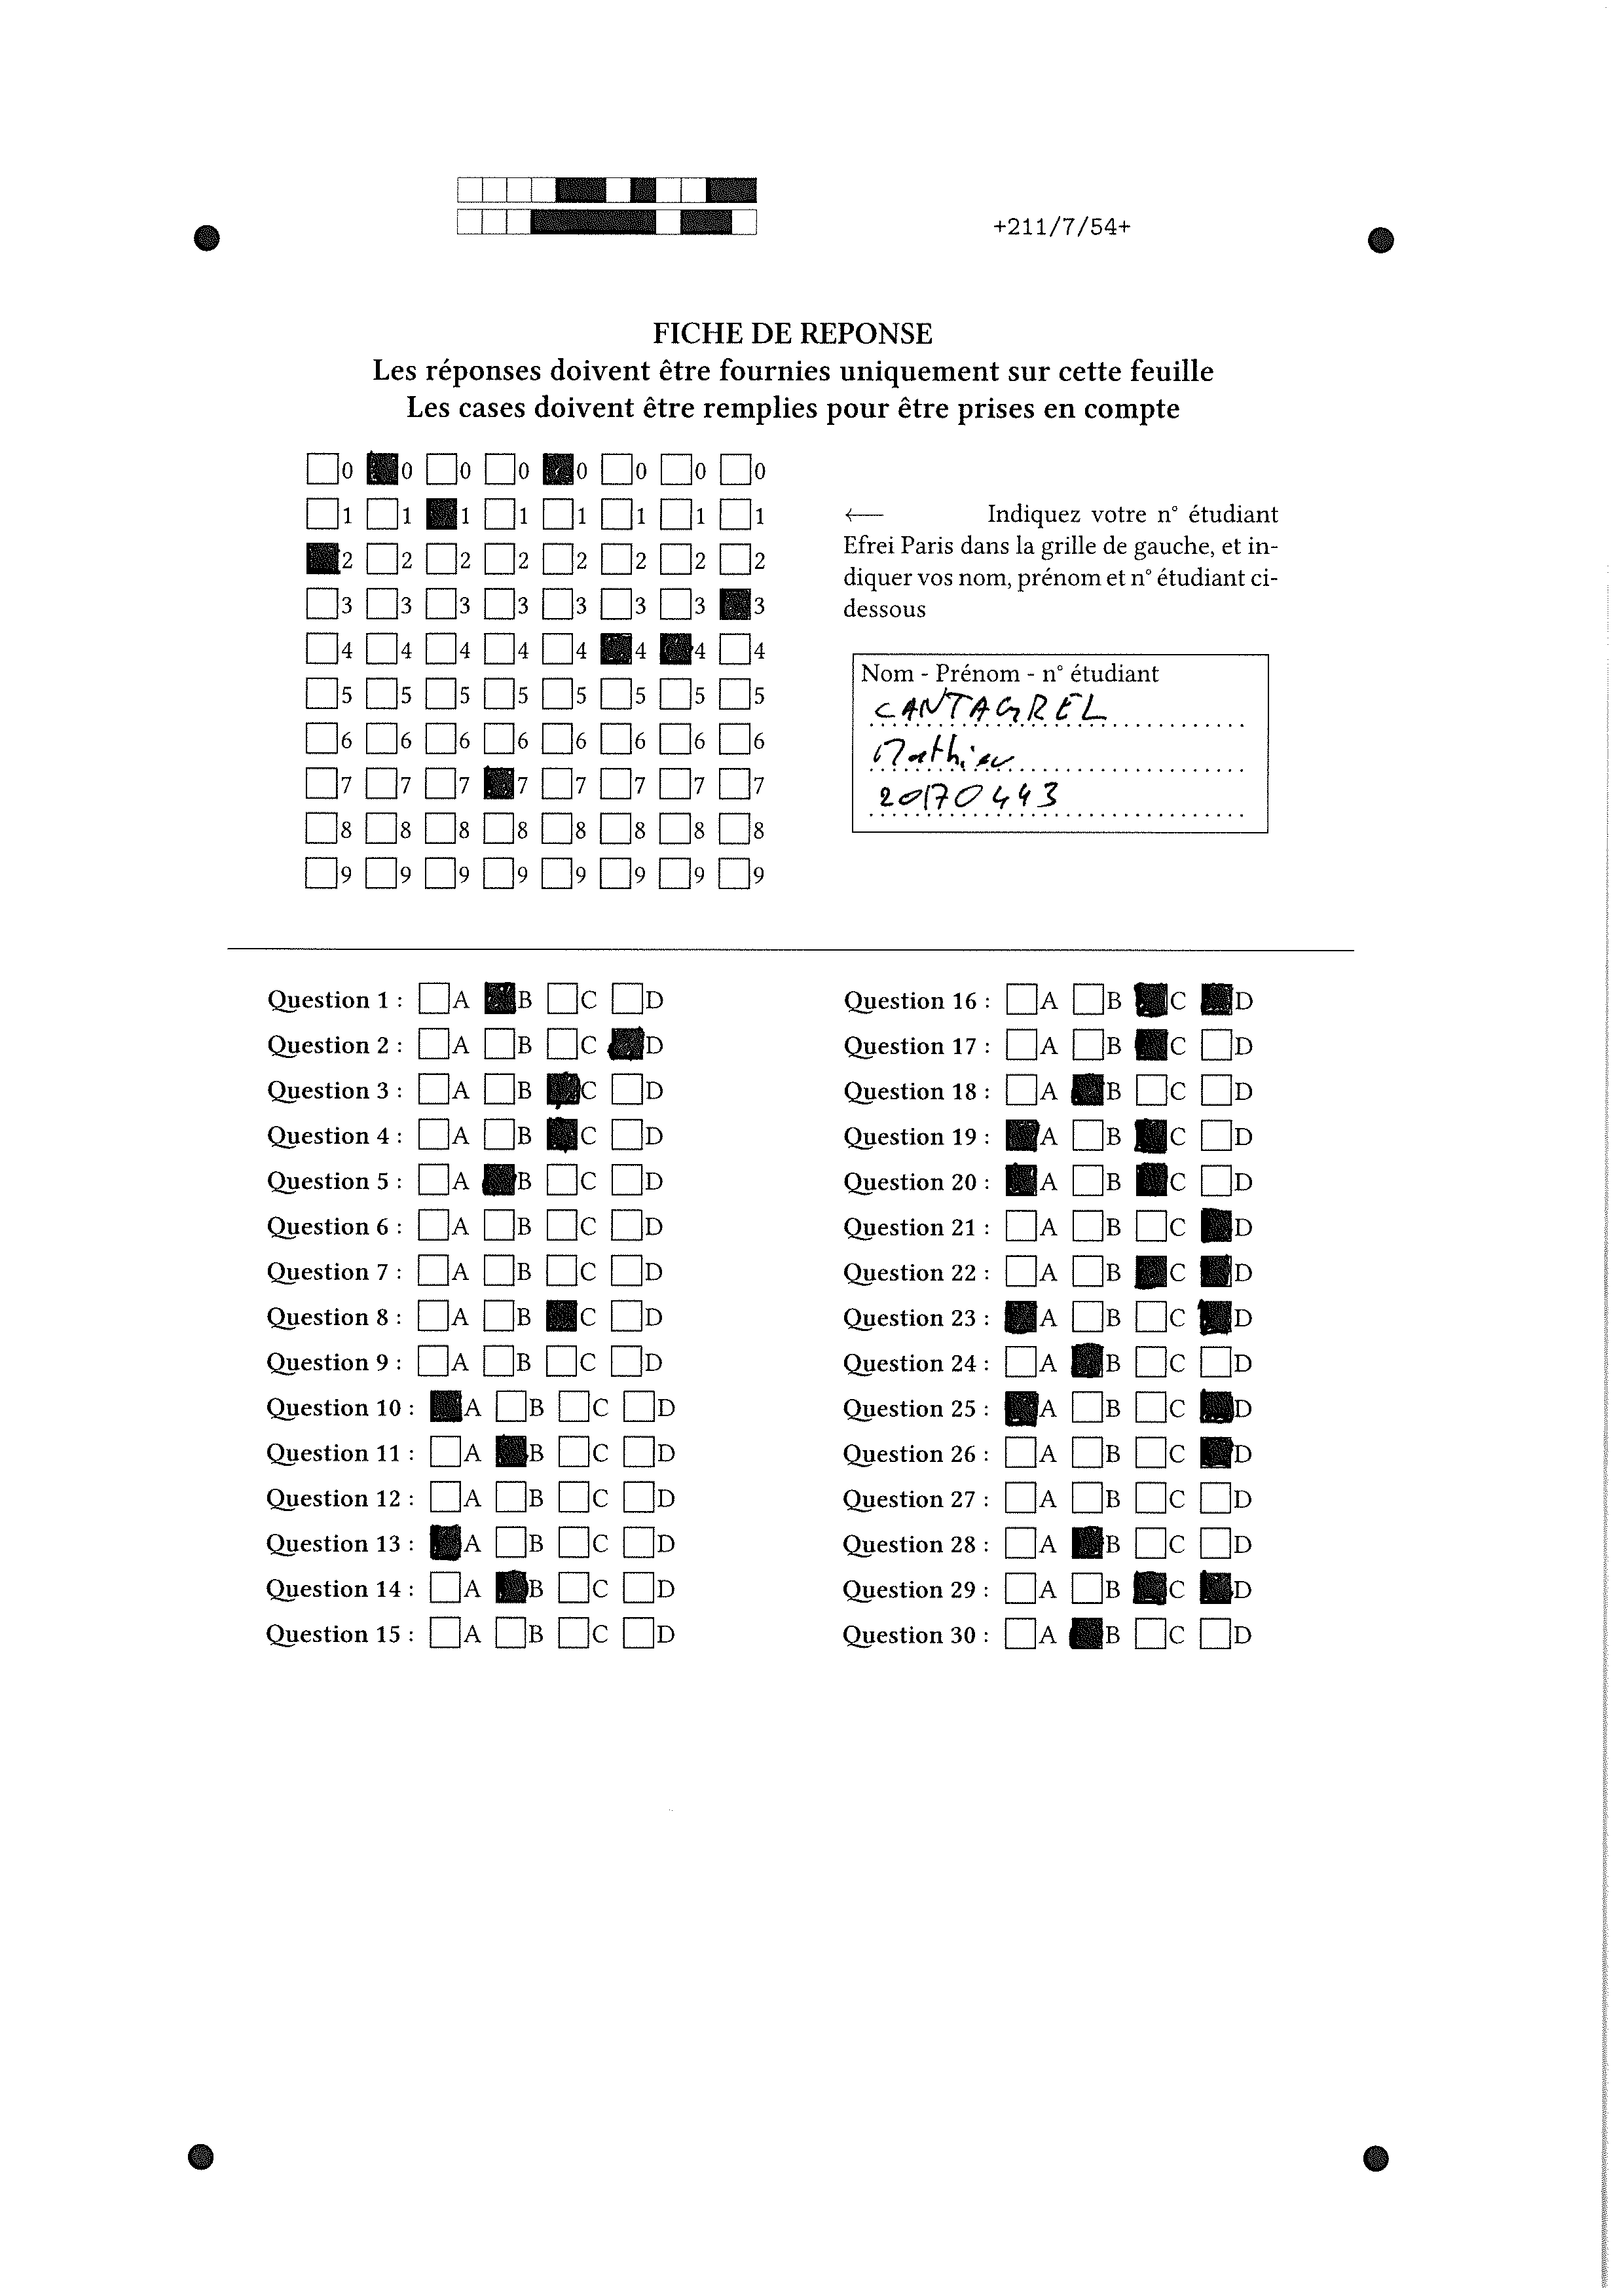 +211/7/54+
FICHE DE REPONSE
Les réponses doivent être fournies uniquement sur cette feuille
Les cases doivent être remplies pour être prises en compte
0 0 0 0 0 0 0 0
1 1 1 1 1 1 1 1
2 2 2 2 2 2 2 2
3 3 3 3 3 3 3 3
4 4 4 4 4 4 4 4
5 5 5 5 5 5 5 5
6 6 6 6 6 6 6 6
7 7 7 7 7 7 7 7
8 8 8 8 8 8 8 8
9 9 9 9 9 9 9 9
← Indiquez votre n° étudiant
Efrei Paris dans la grille de gauche, et in-
diquer vos nom, prénom et n° étudiant ci-
dessous
Nom - Prénom - n° étudiant
CANTAGREL
Mathieu
20170443
Question 1 : A B C D
Question 2 : A B C D
Question 3 : A B C D
Question 4 : A B C D
Question 5 : A B C D
Question 6 : A B C D
Question 7 : A B C D
Question 8 : A B C D
Question 9 : A B C D
Question 10 : A B C D
Question 11 : A B C D
Question 12 : A B C D
Question 13 : A B C D
Question 14 : A B C D
Question 15 : A B C D
Question 16 : A B C D
Question 17 : A B C D
Question 18 : A B C D
Question 19 : A B C D
Question 20 : A B C D
Question 21 : A B C D
Question 22 : A B C D
Question 23 : A B C D
Question 24 : A B C D
Question 25 : A B C D
Question 26 : A B C D
Question 27 : A B C D
Question 28 : A B C D
Question 29 : A B C D
Question 30 : A B C D